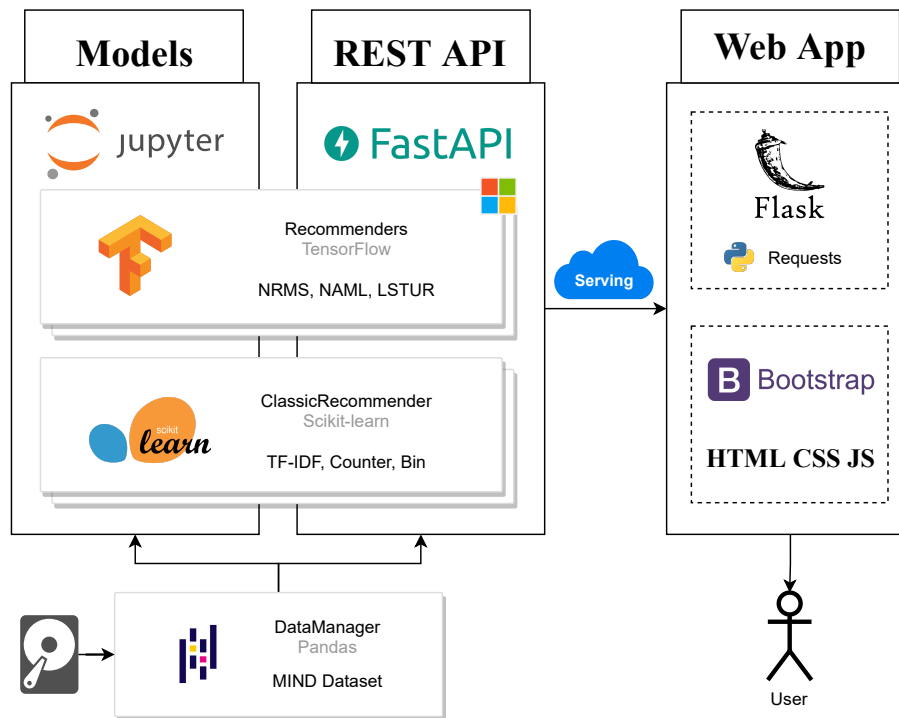 Models
REST API
Web App
jupyter
FastAPI
Flask
Requests
Recommenders
TensorFlow
NRMS, NAML, LSTUR
Serving
B Bootstrap
HTML CSS JS
ClassicRecommender
Scikit-learn
scikit
learn
TF-IDF, Counter, Bin
DataManager
Pandas
MIND Dataset
User